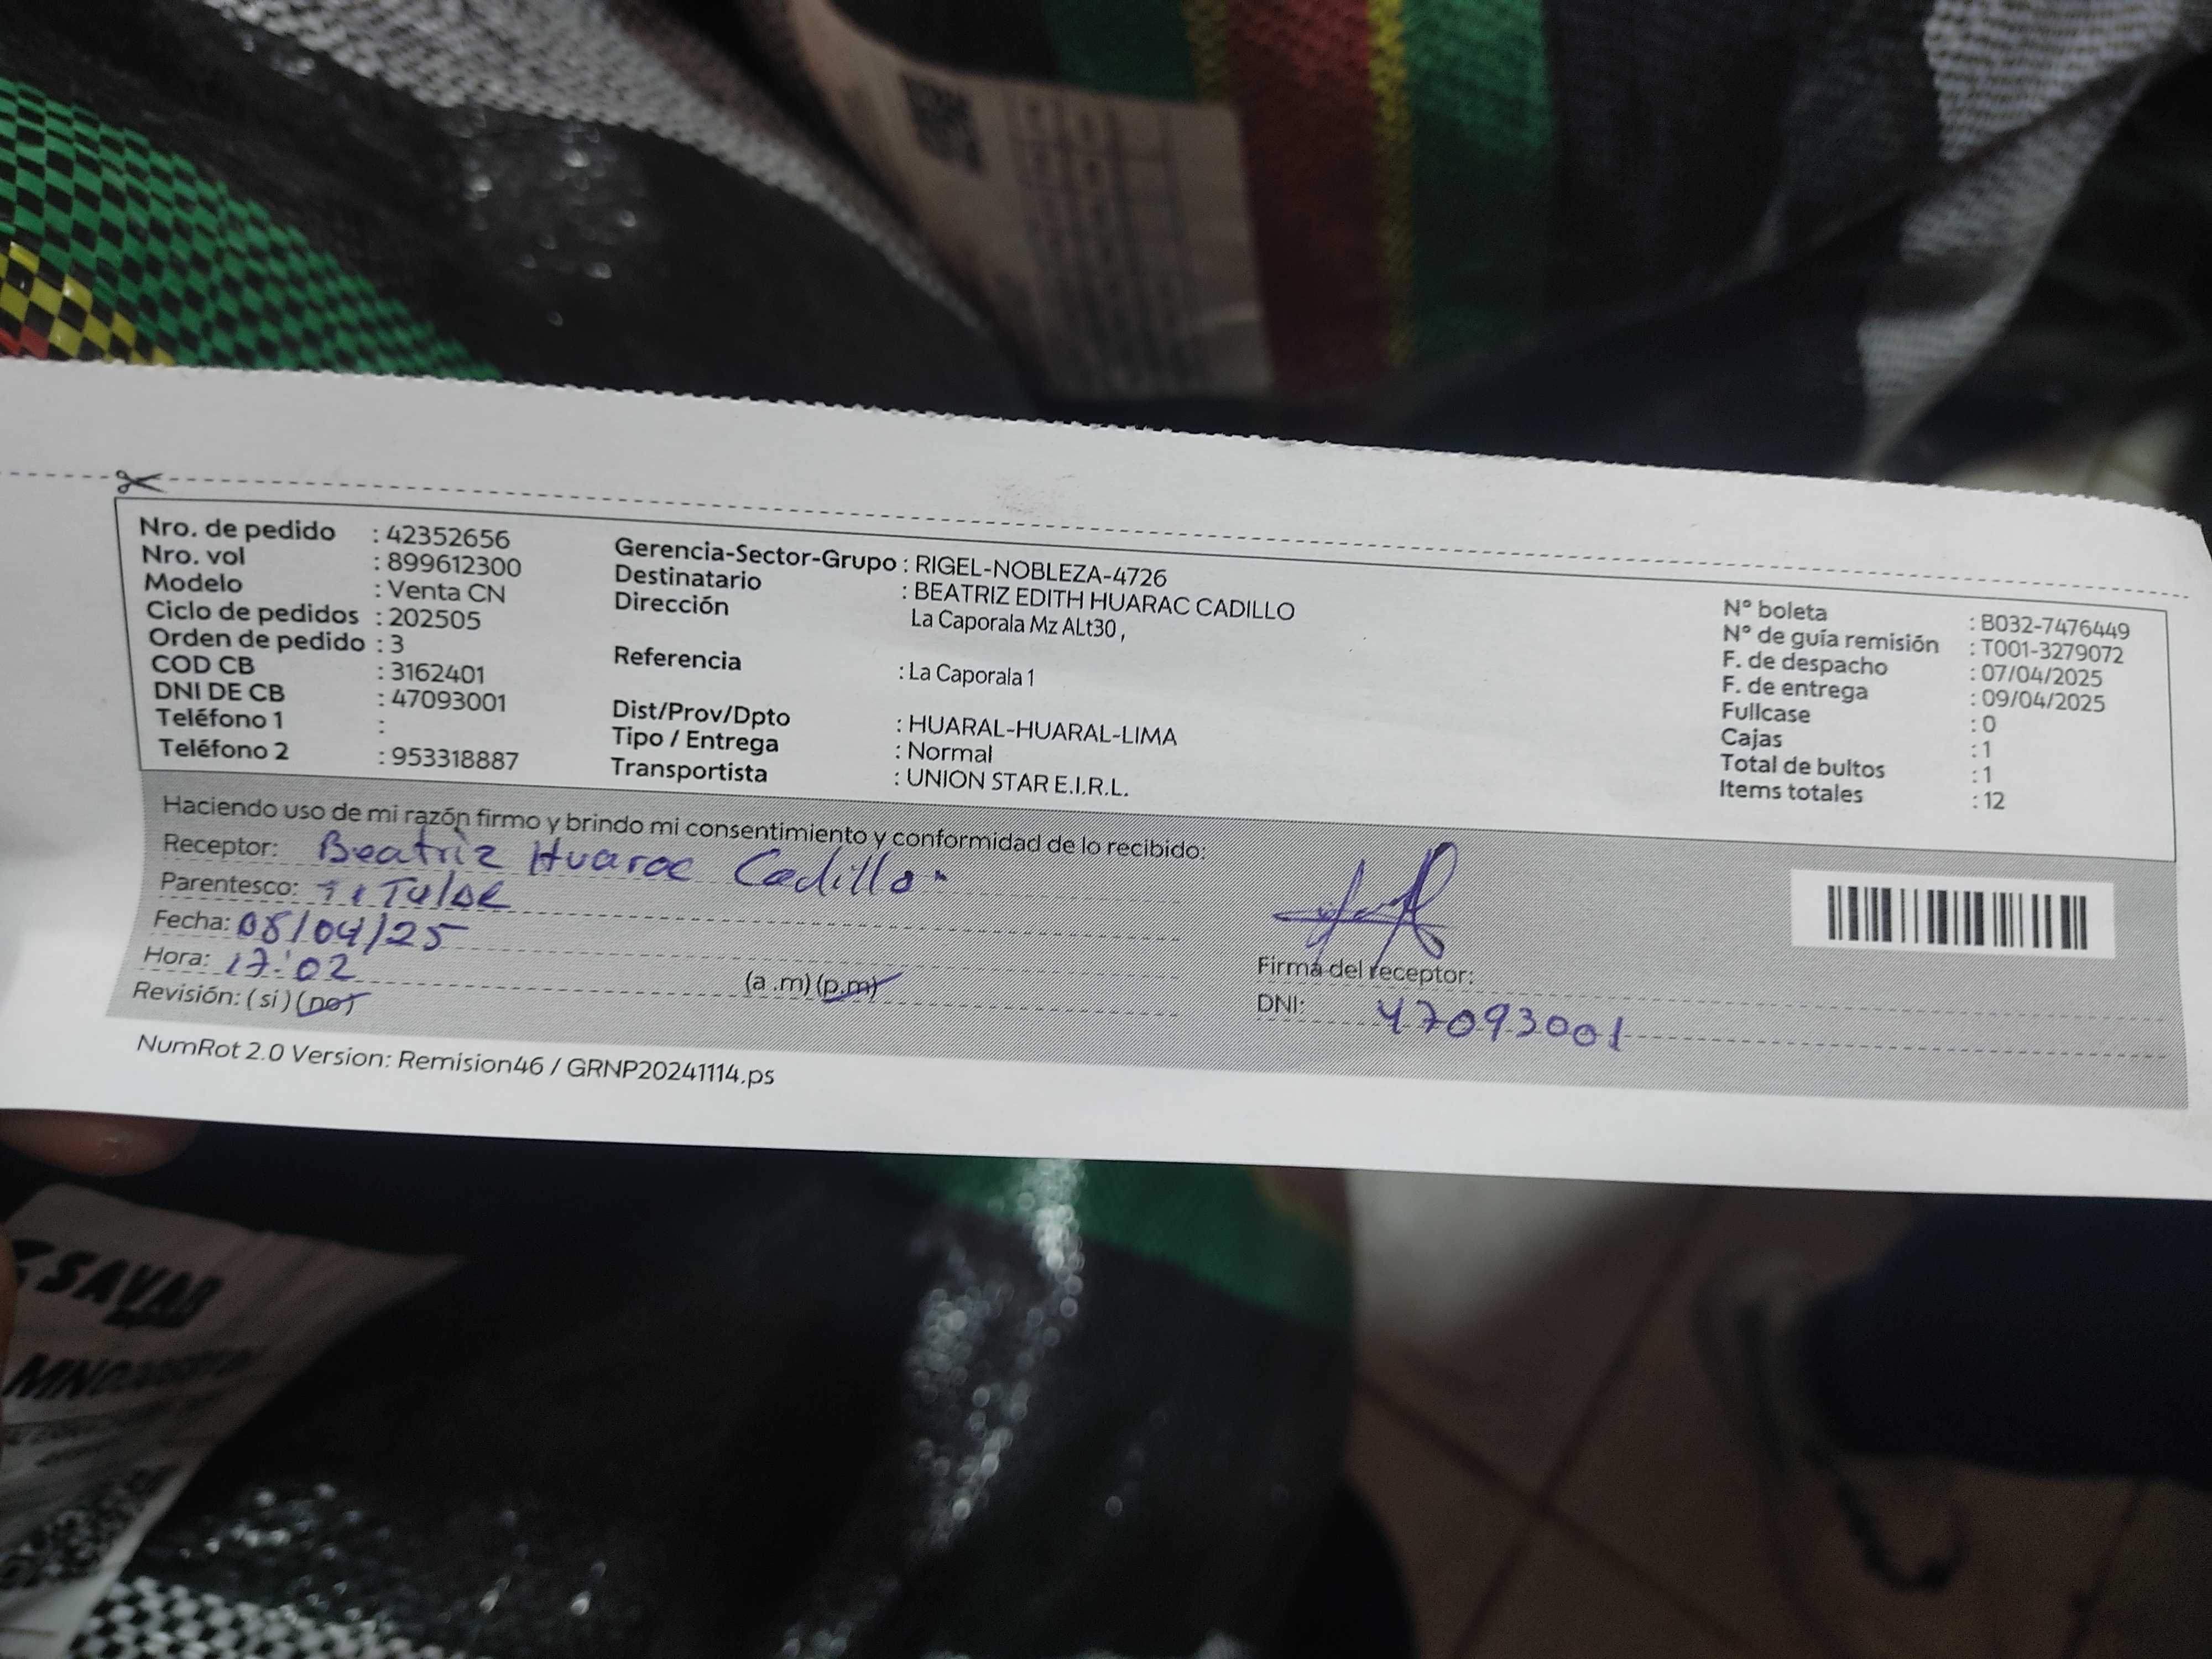 Nro. de pedido : 42352656
Nro. vol : 899612300
Modelo : Venta CN
Ciclo de pedidos : 202505
Orden de pedido : 3
COD CB : 3162401
DNI DE CB : 47093001
Teléfono 1 :
Teléfono 2 : 953318887
Gerencia-Sector-Grupo : RIGEL-NOBLEZA-4726
Destinatario : BEATRIZ EDITH HUARAC CADILLO
Dirección
La Caporala Mz ALt30 ,
Referencia : La Caporala 1
Dist/Prov/Dpto : HUARAL-HUARAL-LIMA
Tipo / Entrega : Normal
Transportista : UNION STAR E.I.R.L.
N° boleta : B032-7476449
N° de guía remisión : T001-3279072
F. de despacho : 07/04/2025
F. de entrega : 09/04/2025
Fullcase : 0
Cajas : 1
Total de bultos : 1
Items totales : 12
Haciendo uso de mi razón firmo y brindo mi consentimiento y conformidad de lo recibido:
Receptor: Beatriz Huarac Cadillo.
Parentesco: Titular
Fecha: 08/04/25
Hora: 17:02 (a .m) (p.m)
Revisión: ( si ) (no)
Firma del receptor:
DNI: 47093001
NumRot 2.0 Version: Remision46 / GRNP20241114.ps
SAVAR